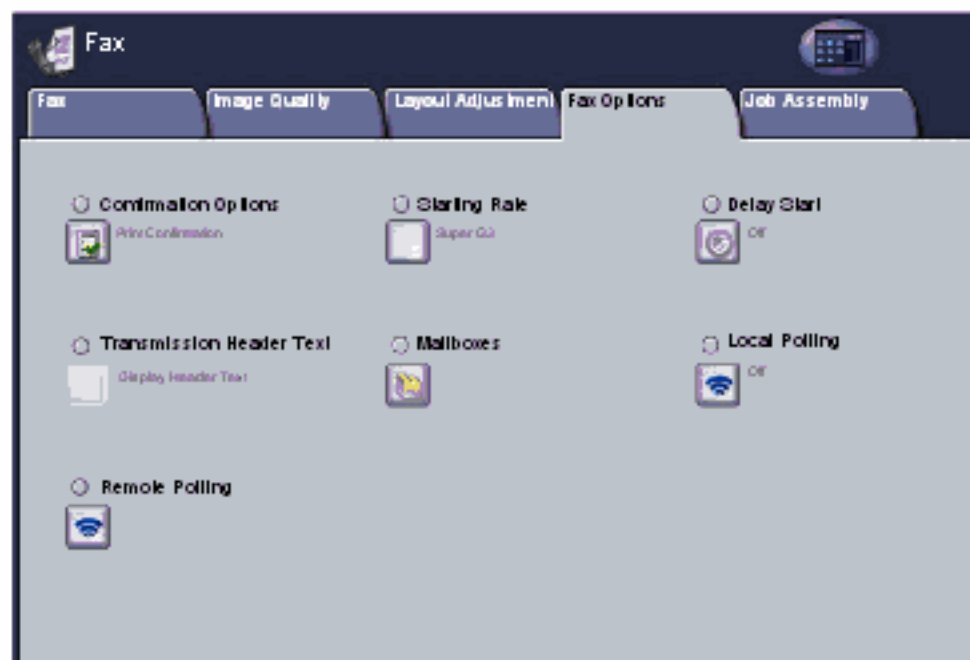 Fax
Fax
Image Quality
Layout Adjustment
Fax Options
Job Assembly
Confirmation Options
Print Confirmation
Starting Rate
Super G3
Delay Start
Off
Transmission Header Text
Display Header Text
Mailboxes
Local Polling
Off
Remote Polling